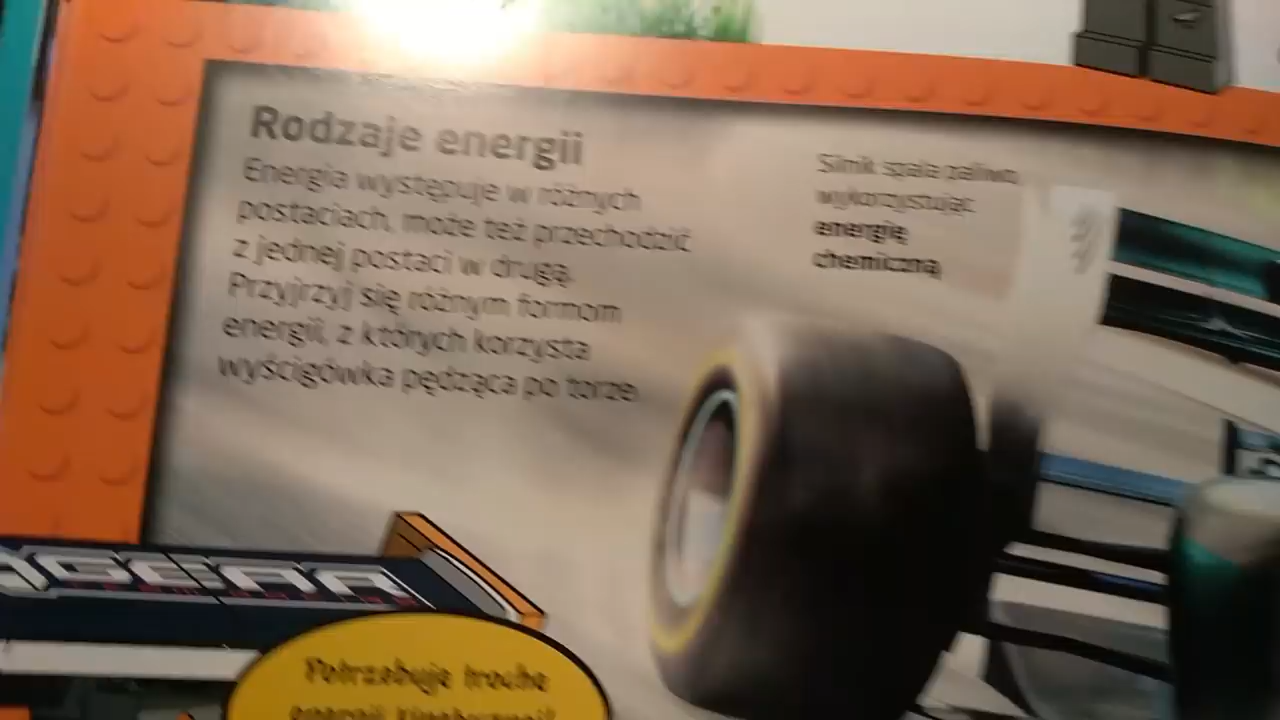 Rodzaje energii
Energia występuje w różnych
postaciach, może też przechodzić
z jednej postaci w drugą.
Przyjrzyj się różnym formom
energii, z których korzysta
wyścigówka pędząca po torze.
Silnik spala paliwo,
wykorzystując
energię
chemiczną
Potrzebuję trochę
energii